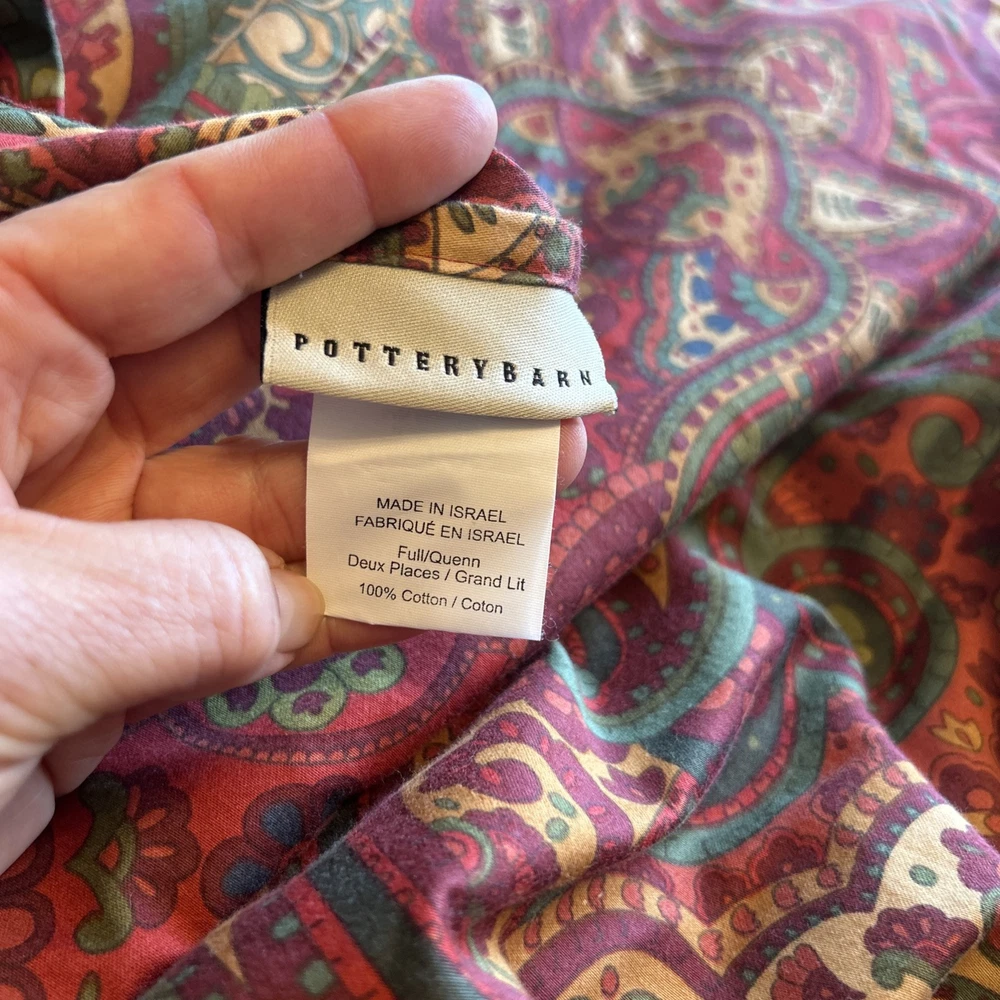 POTTERYBARN
MADE IN ISRAEL
FABRIQUÉ EN ISRAEL
Full/Quenn
Deux Places / Grand Lit
100% Cotton / Coton